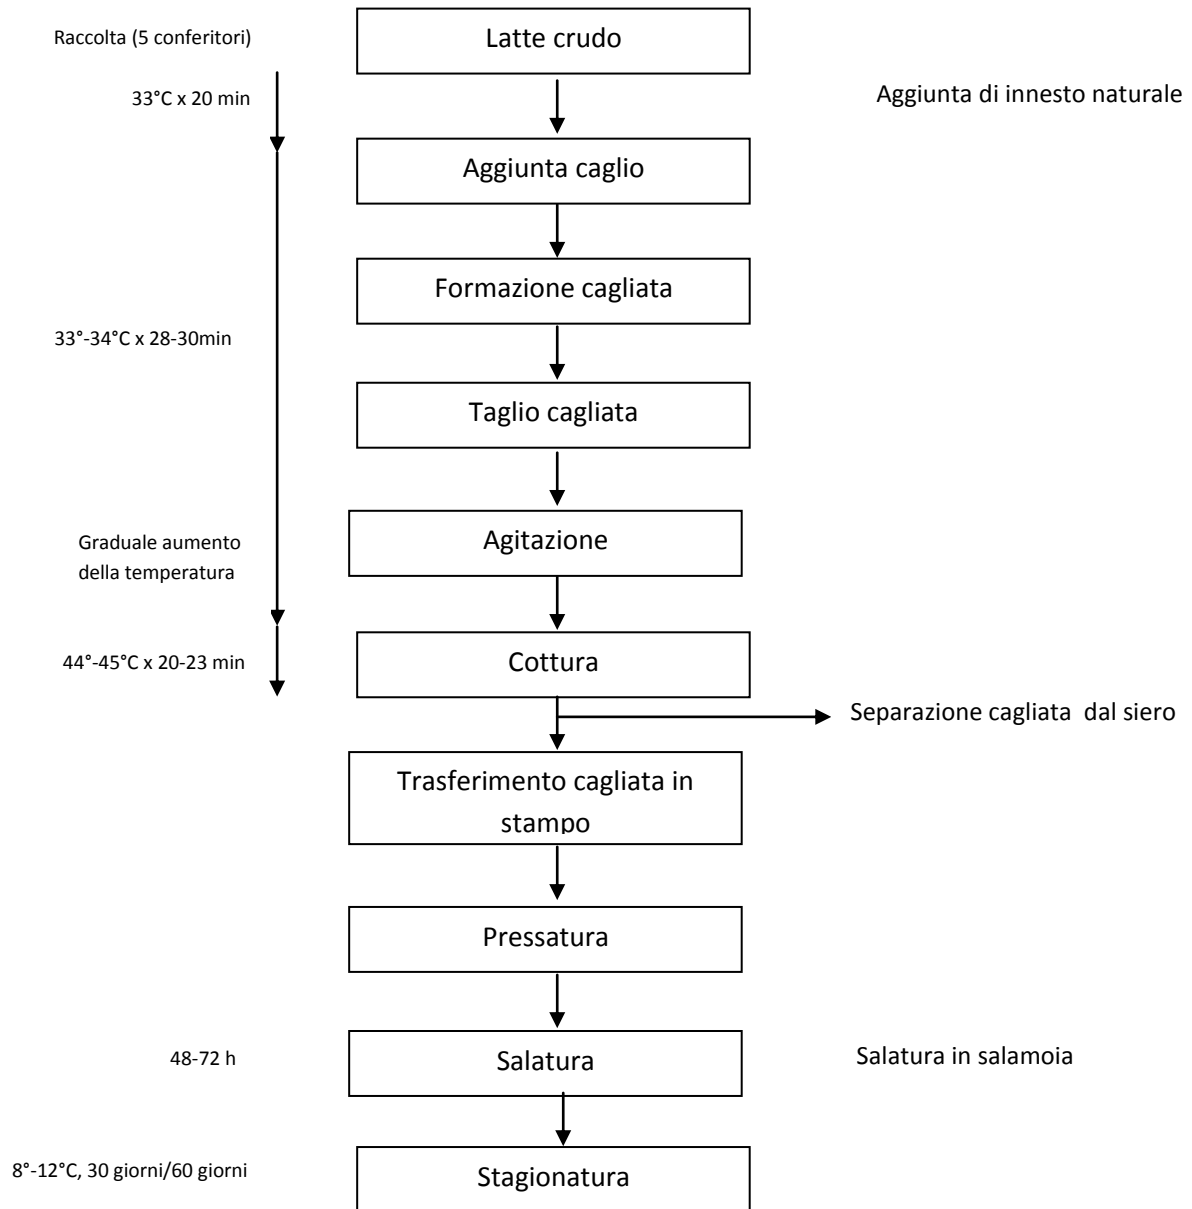 Raccolta (5 conferitori)
Latte crudo
33°C x 20 min
Aggiunta di innesto naturale
Aggiunta caglio
Formazione cagliata
33°-34°C x 28-30min
Taglio cagliata
Graduale aumento
della temperatura
Agitazione
44°-45°C x 20-23 min
Cottura
Separazione cagliata  dal siero
Trasferimento cagliata in
stampo
Pressatura
48-72 h
Salatura
Salatura in salamoia
8°-12°C, 30 giorni/60 giorni
Stagionatura